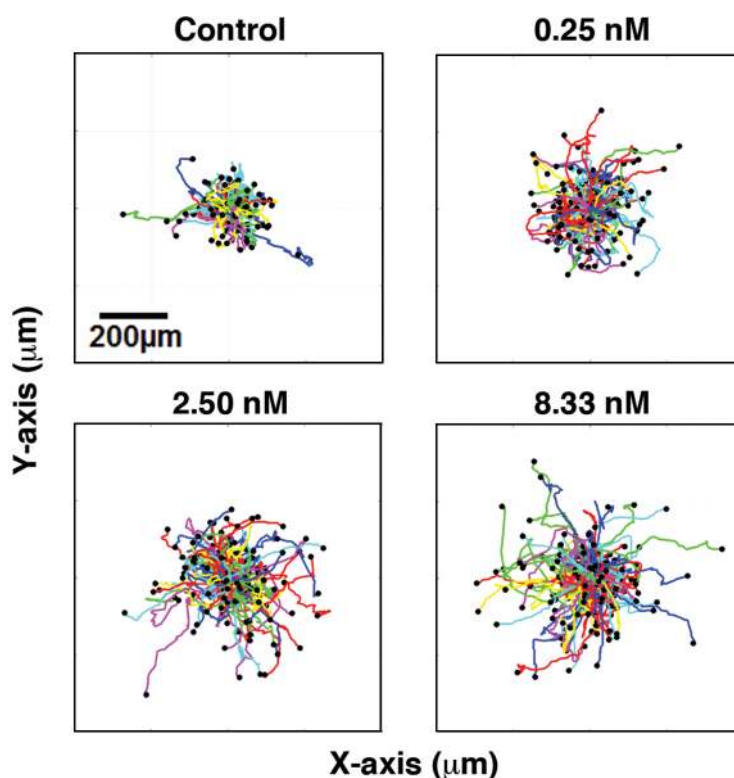 Control
0.25 nM
200μm
Y-axis (μm)
2.50 nM
8.33 nM
X-axis (μm)